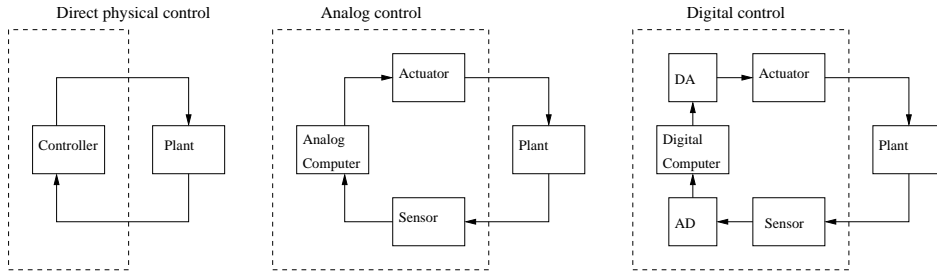 Direct physical control
Controller
Plant
Analog control
Actuator
Analog
Computer
Plant
Sensor
Digital control
DA
Actuator
Digital
Computer
Plant
AD
Sensor